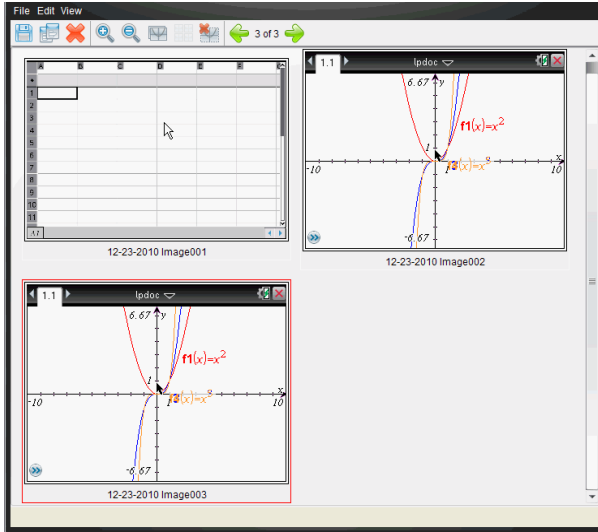 File Edit View
3 of 3
A B C D E
1
2
3
4
5
6
7
8
9
10
11
A1
12-23-2010 Image001
1.1 lpdoc
6.67 y
f1(x)=x²
1
x
-10 1 10
-6.67
12-23-2010 Image002
1.1 lpdoc
6.67 y
f1(x)=x²
1
x
-10 1 10
-6.67
12-23-2010 Image003